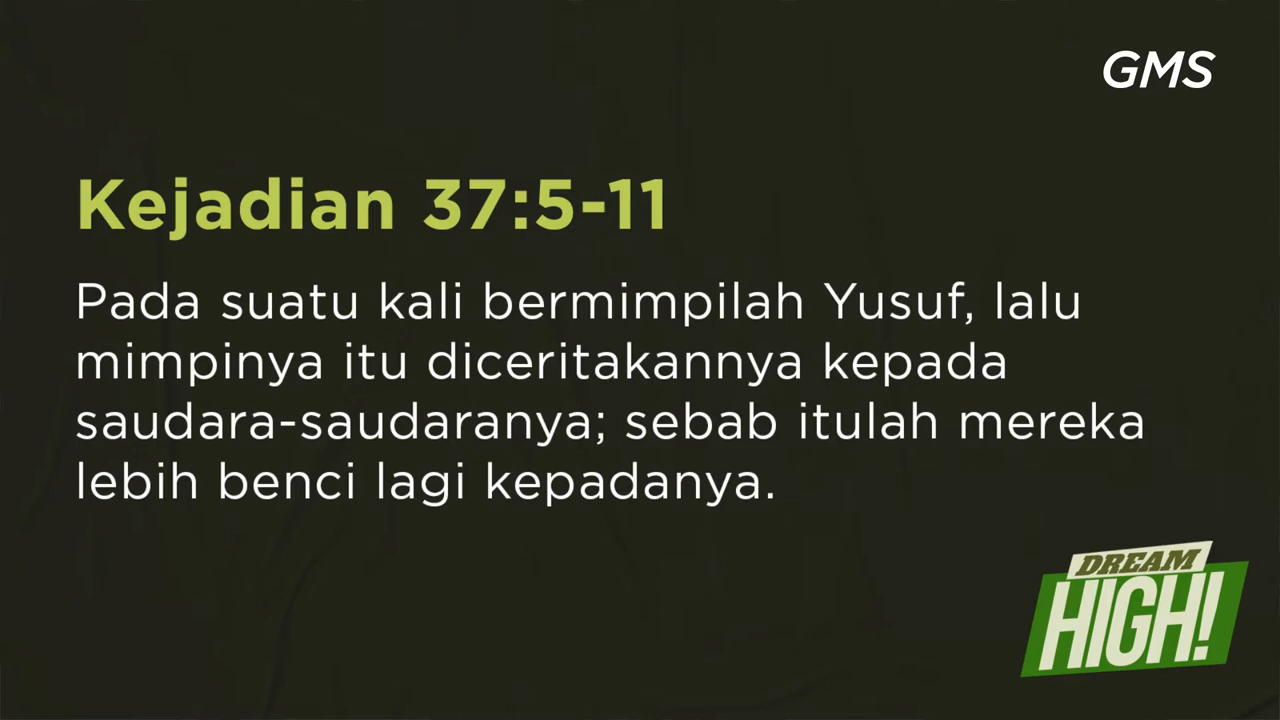 GMS
Kejadian 37:5-11
Pada suatu kali bermimpilah Yusuf, lalu
mimpinya itu diceritakannya kepada
saudara-saudaranya; sebab itulah mereka
lebih benci lagi kepadanya.
DREAM
HIGH!